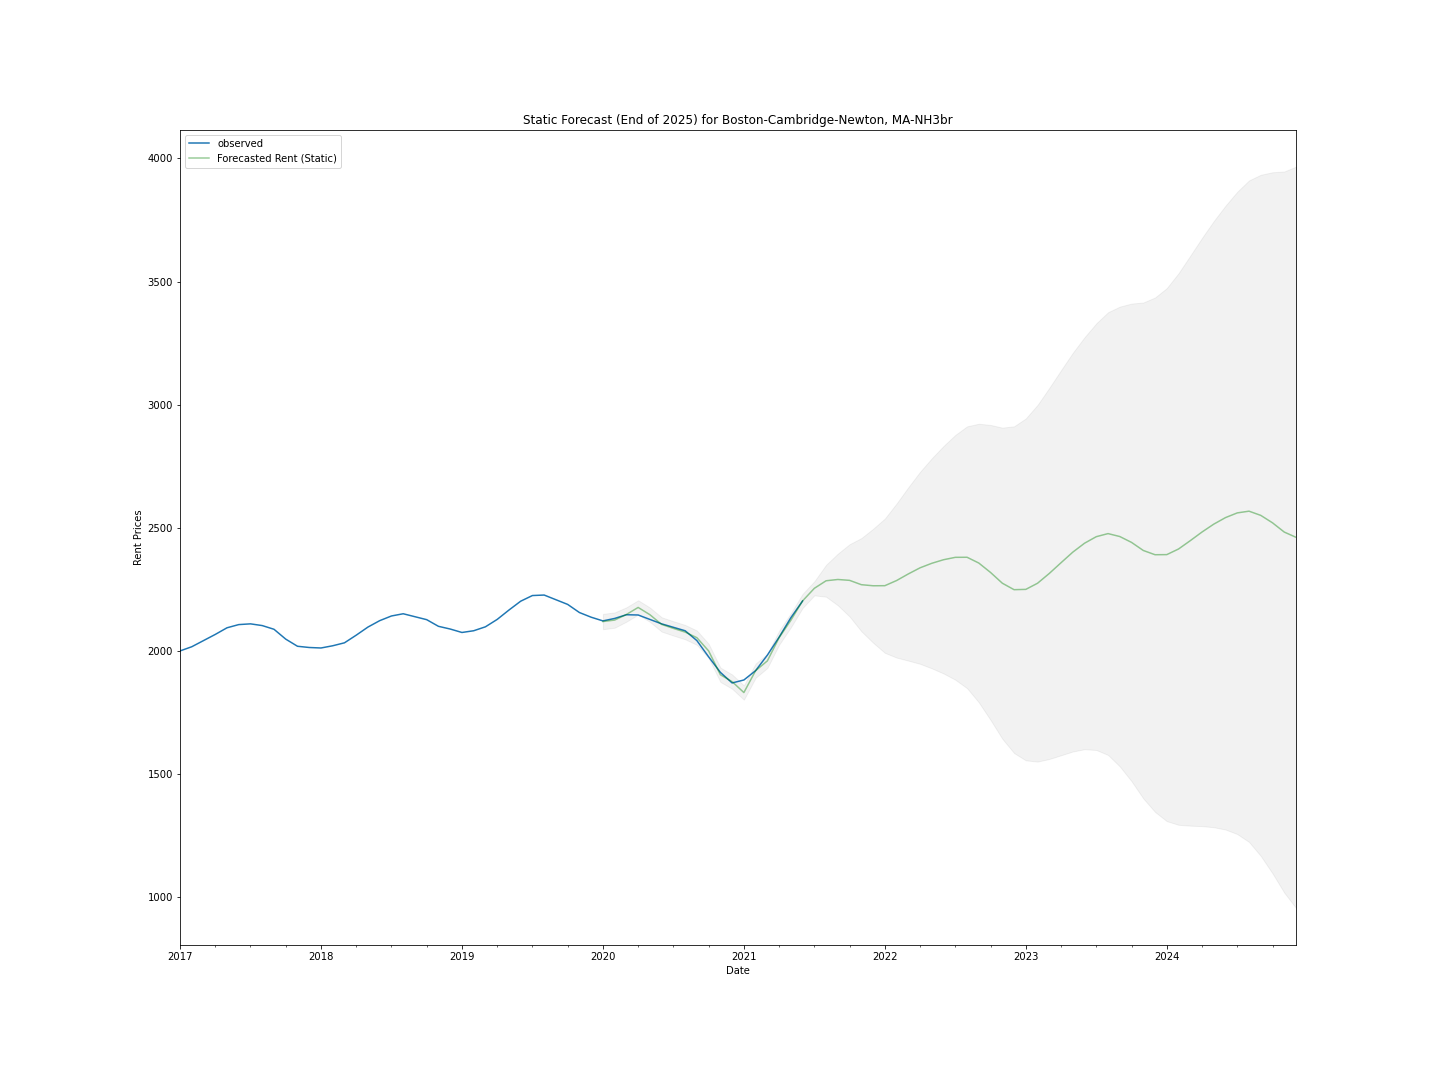 Static Forecast (End of 2025) for Boston-Cambridge-Newton, MA-NH3br
observed
Forecasted Rent (Static)
4000
3500
3000
2500
2000
1500
1000
Rent Prices
2017 2018 2019 2020 2021 2022 2023 2024
Date